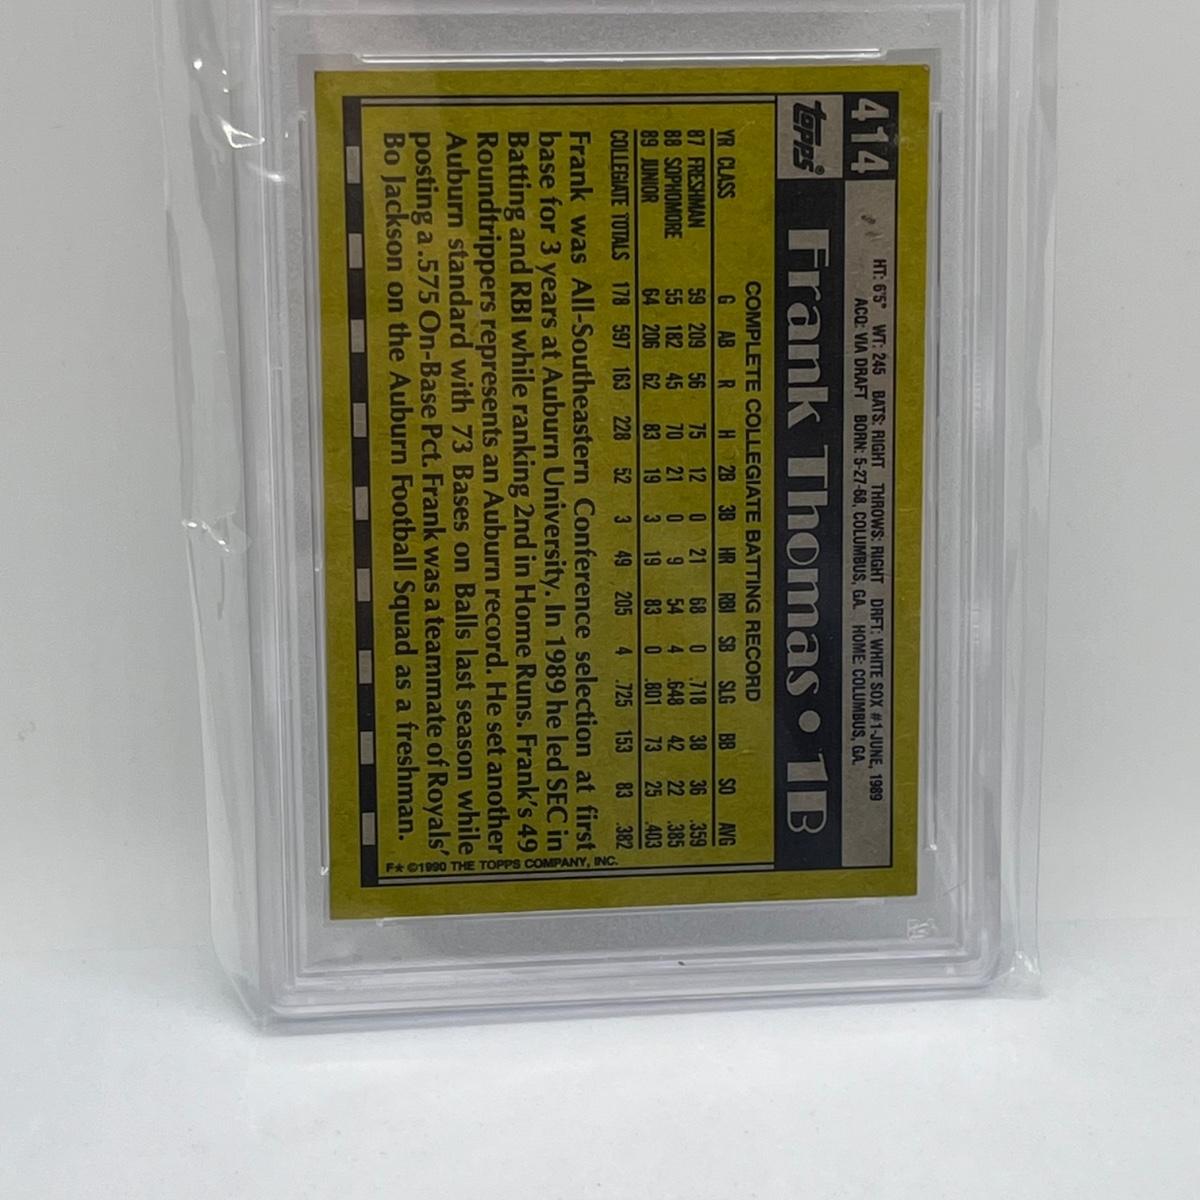 414
HT: 6'5" WT: 245 BATS: RIGHT THROWS: RIGHT DRFT: WHITE SOX #1-JUNE, 1989
ACQ: VIA DRAFT BORN: 5-27-68, COLUMBUS, GA. HOME: COLUMBUS, GA.
topps® Frank Thomas • 1B
COMPLETE COLLEGIATE BATTING RECORD
YR CLASS G AB R H 2B 3B HR RBI SB SLG BB SO AVG
87 FRESHMAN 59 209 56 75 12 0 21 68 0 .718 38 36 .359
88 SOPHOMORE 55 182 45 70 21 0 9 54 4 .648 42 22 .385
89 JUNIOR 64 206 62 83 19 3 19 83 0 .801 73 25 .403
COLLEGIATE TOTALS 178 597 163 228 52 3 49 205 4 .725 153 83 .382
Frank was All-Southeastern Conference selection at first
base for 3 years at Auburn University. In 1989 he led SEC in
Batting and RBI while ranking 2nd in Home Runs. Frank's 49
Roundtrippers represents an Auburn record. He set another
Auburn standard with 73 Bases on Balls last season while
posting a .575 On-Base Pct. Frank was a teammate of Royals'
Bo Jackson on the Auburn Football Squad as a freshman.
F* ©1990 THE TOPPS COMPANY, INC.